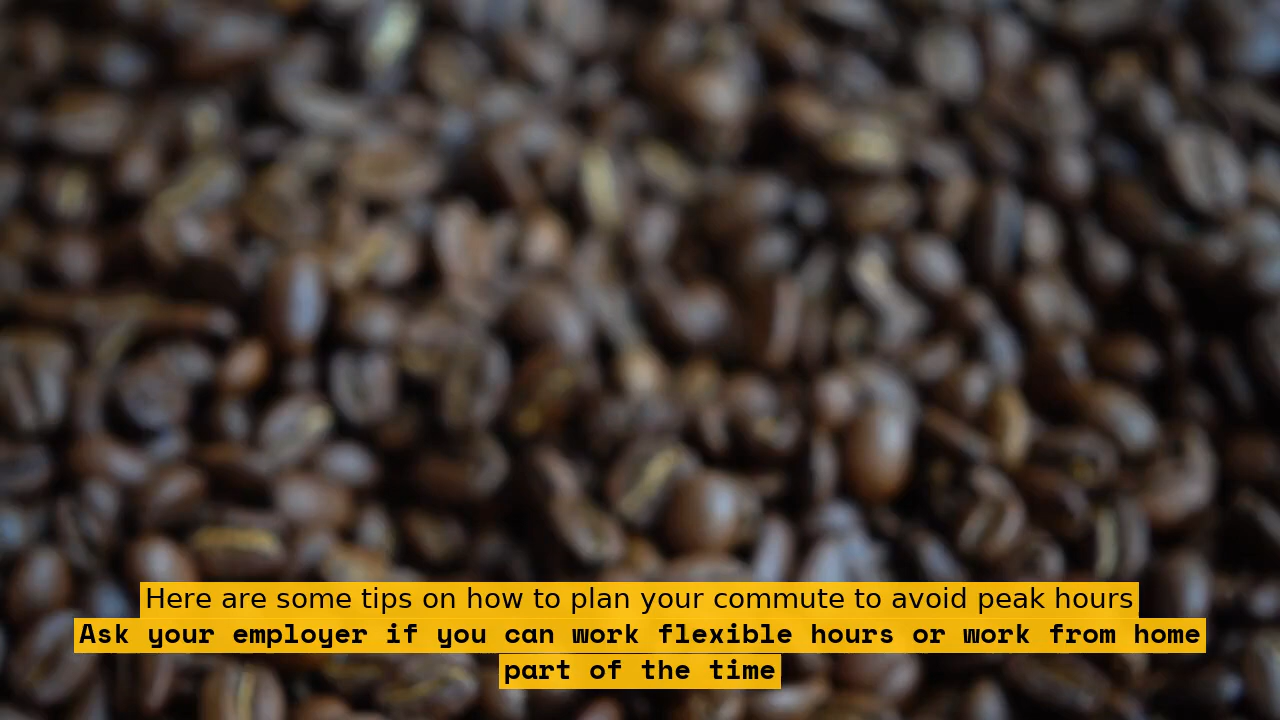 Here are some tips on how to plan your commute to avoid peak hours
Ask your employer if you can work flexible hours or work from home
part of the time